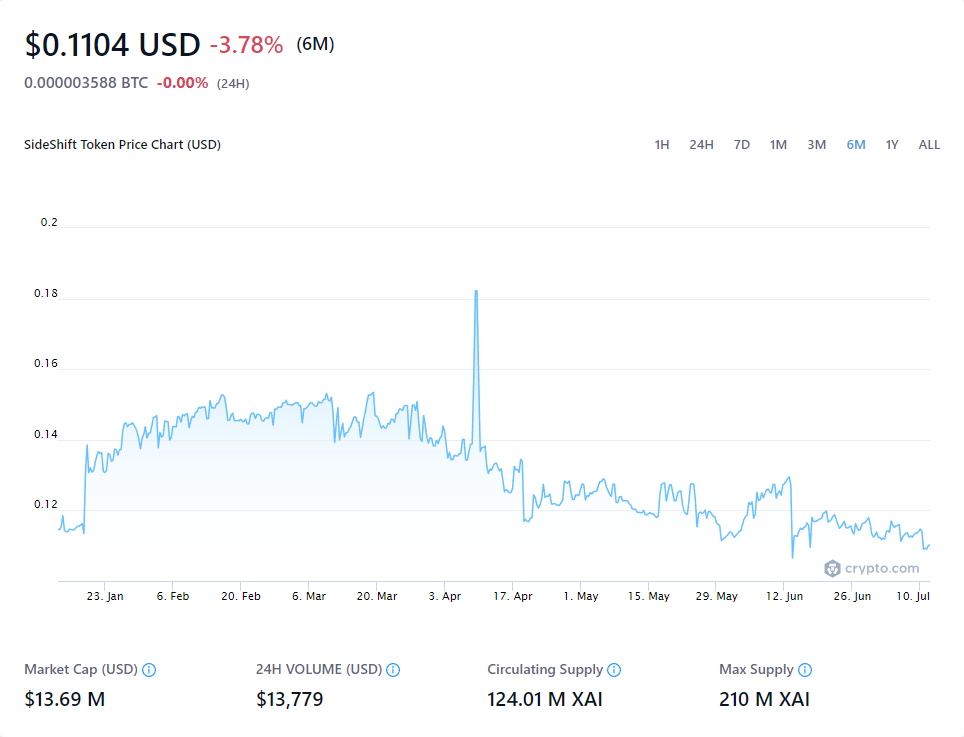 $0.1104 USD -3.78% (6M)
0.000003588 BTC -0.00% (24H)
SideShift Token Price Chart (USD) 1H 24H 7D 1M 3M 6M 1Y ALL
0.2
0.18
0.16
0.14
0.12
crypto.com
23. Jan 6. Feb 20. Feb 6. Mar 20. Mar 3. Apr 17. Apr 1. May 15. May 29. May 12. Jun 26. Jun 10. Jul
Market Cap (USD) 24H VOLUME (USD) Circulating Supply Max Supply
$13.69 M $13,779 124.01 M XAI 210 M XAI